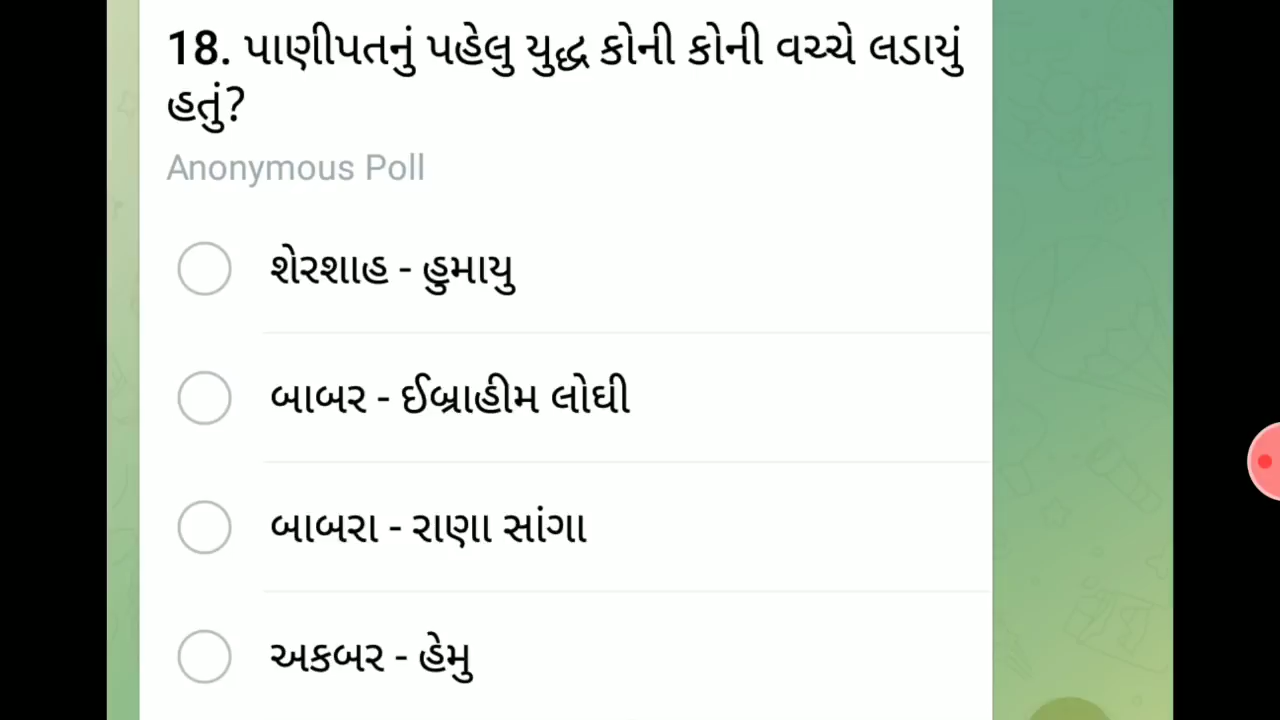 18. પાણીપતનું પહેલુ યુદ્ધ કોની કોની વચ્ચે લડાયું
હતું?
Anonymous Poll
શેરશાહ - હુમાયુ
બાબર - ઈબ્રાહીમ લોઘી
બાબરા - રાણા સાંગા
અકબર - હેમુ